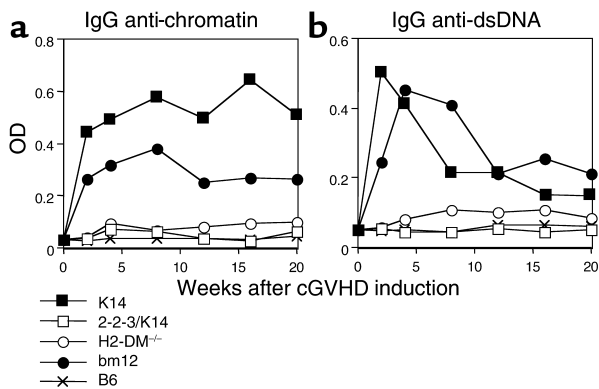 a IgG anti-chromatin b IgG anti-dsDNA
0.8 0.6
0.6
0.4
OD
0.4
0.2
0.2
0 0
0 5 10 15 20 0 5 10 15 20
Weeks after cGVHD induction
K14
2-2-3/K14
H2-DM−/−
bm12
B6